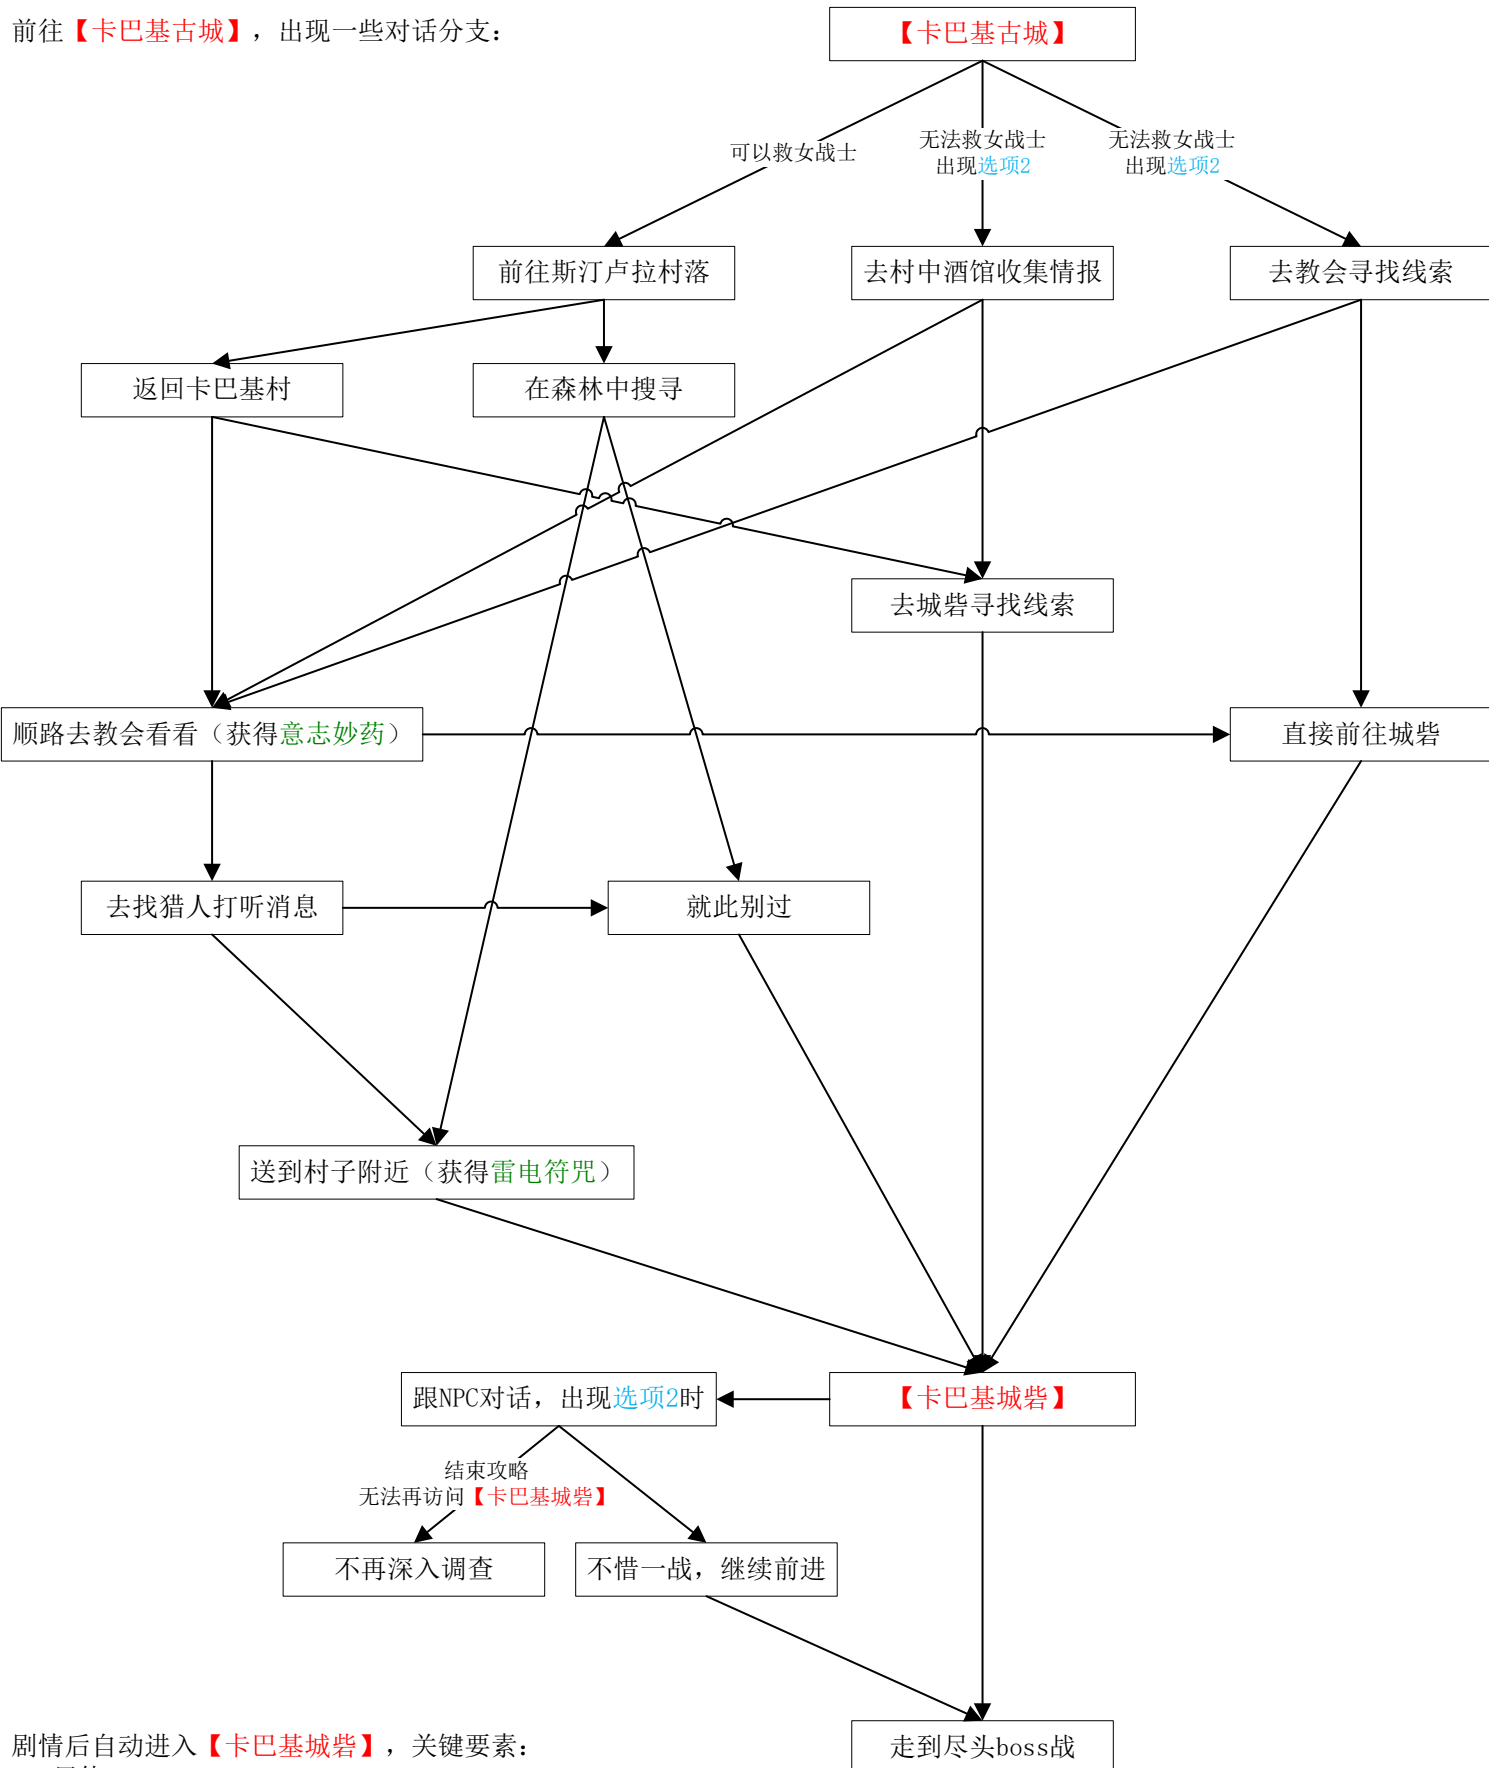 前往【卡巴基古城】，出现一些对话分支：
【卡巴基古城】
可以救女战士
无法救女战士
出现选项2
无法救女战士
出现选项2
前往斯汀卢拉村落
去村中酒馆收集情报
去教会寻找线索
返回卡巴基村
在森林中搜寻
去城砦寻找线索
顺路去教会看看（获得意志妙药）
直接前往城砦
去找猎人打听消息
就此别过
送到村子附近（获得雷电符咒）
跟NPC对话，出现选项2时
【卡巴基城砦】
结束攻略
无法再访问【卡巴基城砦】
不再深入调查
不惜一战，继续前进
走到尽头boss战
剧情后自动进入【卡巴基城砦】，关键要素：